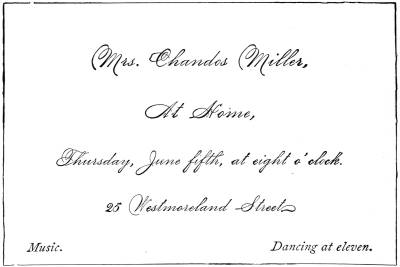 Mrs. Chandos Miller,
At Home,
Thursday, June fifth, at eight o'clock.
25 Westmoreland Street
Music. Dancing at eleven.